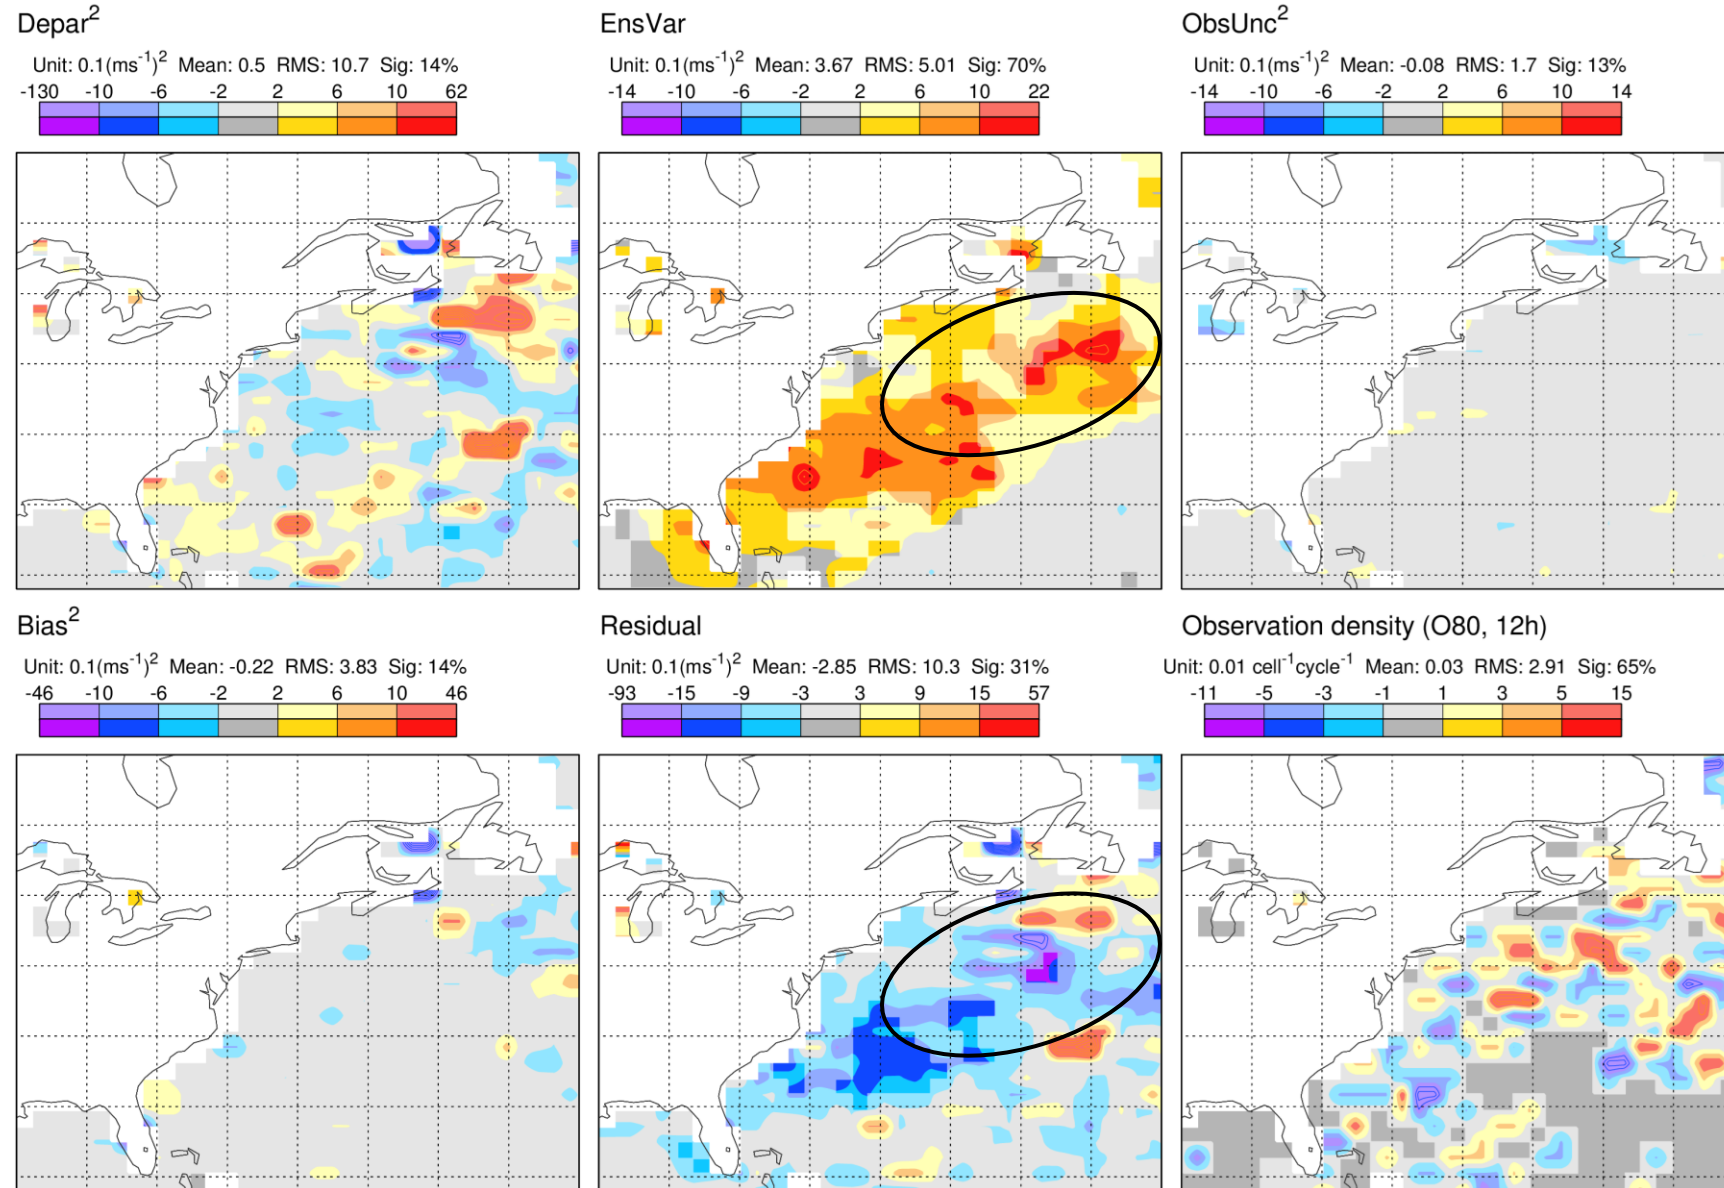 Depar²
Unit: 0.1(ms⁻¹)² Mean: 0.5 RMS: 10.7 Sig: 14%
-130 -10 -6 -2 2 6 10 62
EnsVar
Unit: 0.1(ms⁻¹)² Mean: 3.67 RMS: 5.01 Sig: 70%
-14 -10 -6 -2 2 6 10 22
ObsUnc²
Unit: 0.1(ms⁻¹)² Mean: -0.08 RMS: 1.7 Sig: 13%
-14 -10 -6 -2 2 6 10 14
Bias²
Unit: 0.1(ms⁻¹)² Mean: -0.22 RMS: 3.83 Sig: 14%
-46 -10 -6 -2 2 6 10 46
Residual
Unit: 0.1(ms⁻¹)² Mean: -2.85 RMS: 10.3 Sig: 31%
-93 -15 -9 -3 3 9 15 57
Observation density (O80, 12h)
Unit: 0.01 cell⁻¹cycle⁻¹ Mean: 0.03 RMS: 2.91 Sig: 65%
-11 -5 -3 -1 1 3 5 15